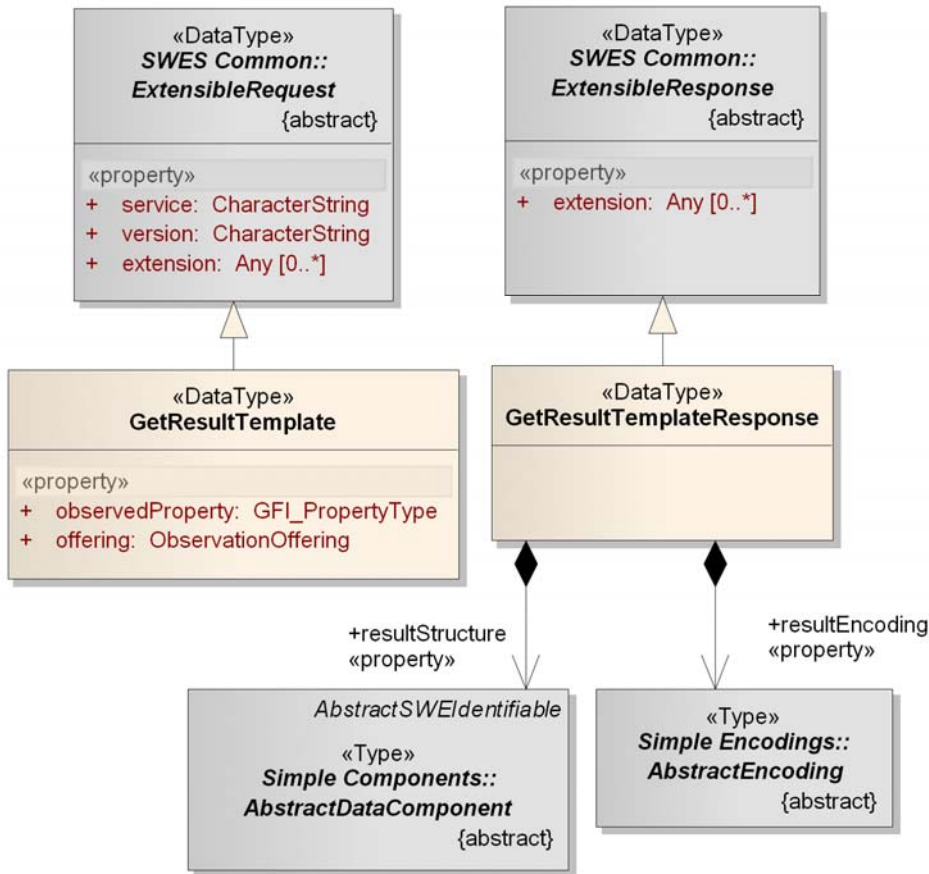 «DataType»
SWES Common::
ExtensibleRequest
{abstract}
«property»
+ service: CharacterString
+ version: CharacterString
+ extension: Any [0..*]
«DataType»
SWES Common::
ExtensibleResponse
{abstract}
«property»
+ extension: Any [0..*]
«DataType»
GetResultTemplate
«property»
+ observedProperty: GFI_PropertyType
+ offering: ObservationOffering
«DataType»
GetResultTemplateResponse
+resultStructure
«property»
+resultEncoding
«property»
AbstractSWEIdentifiable
«Type»
Simple Components::
AbstractDataComponent
{abstract}
«Type»
Simple Encodings::
AbstractEncoding
{abstract}